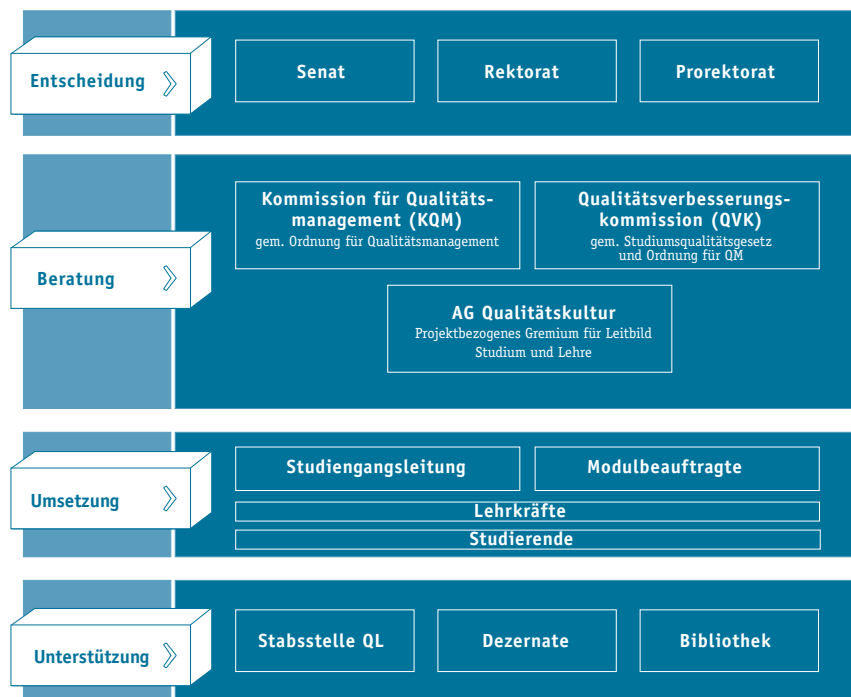 Entscheidung
Senat
Rektorat
Prorektorat
Beratung
Kommission für Qualitäts-
management (KQM)
gem. Ordnung für Qualitätsmanagement
Qualitätsverbesserungs-
kommission (QVK)
gem. Studiumsqualitätsgesetz
und Ordnung für QM
AG Qualitätskultur
Projektbezogenes Gremium für Leitbild
Studium und Lehre
Umsetzung
Studiengangsleitung
Modulbeauftragte
Lehrkräfte
Studierende
Unterstützung
Stabsstelle QL
Dezernate
Bibliothek